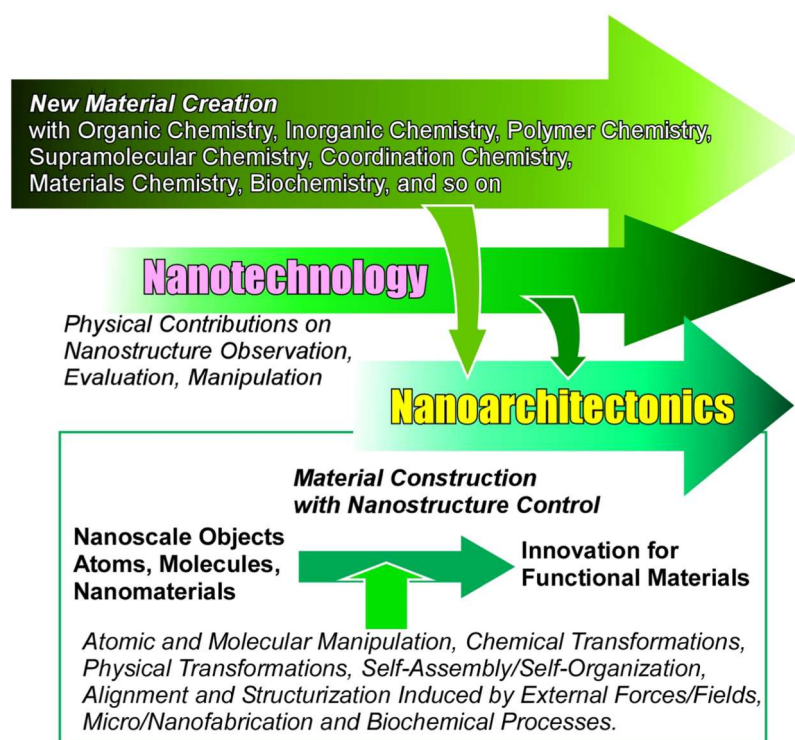 New Material Creation
with Organic Chemistry, Inorganic Chemistry, Polymer Chemistry,
Supramolecular Chemistry, Coordination Chemistry,
Materials Chemistry, Biochemistry, and so on
Nanotechnology
Physical Contributions on
Nanostructure Observation,
Evaluation, Manipulation
Nanoarchitectonics
Material Construction
with Nanostructure Control
Nanoscale Objects
Atoms, Molecules,
Nanomaterials
Innovation for
Functional Materials
Atomic and Molecular Manipulation, Chemical Transformations,
Physical Transformations, Self-Assembly/Self-Organization,
Alignment and Structurization Induced by External Forces/Fields,
Micro/Nanofabrication and Biochemical Processes.